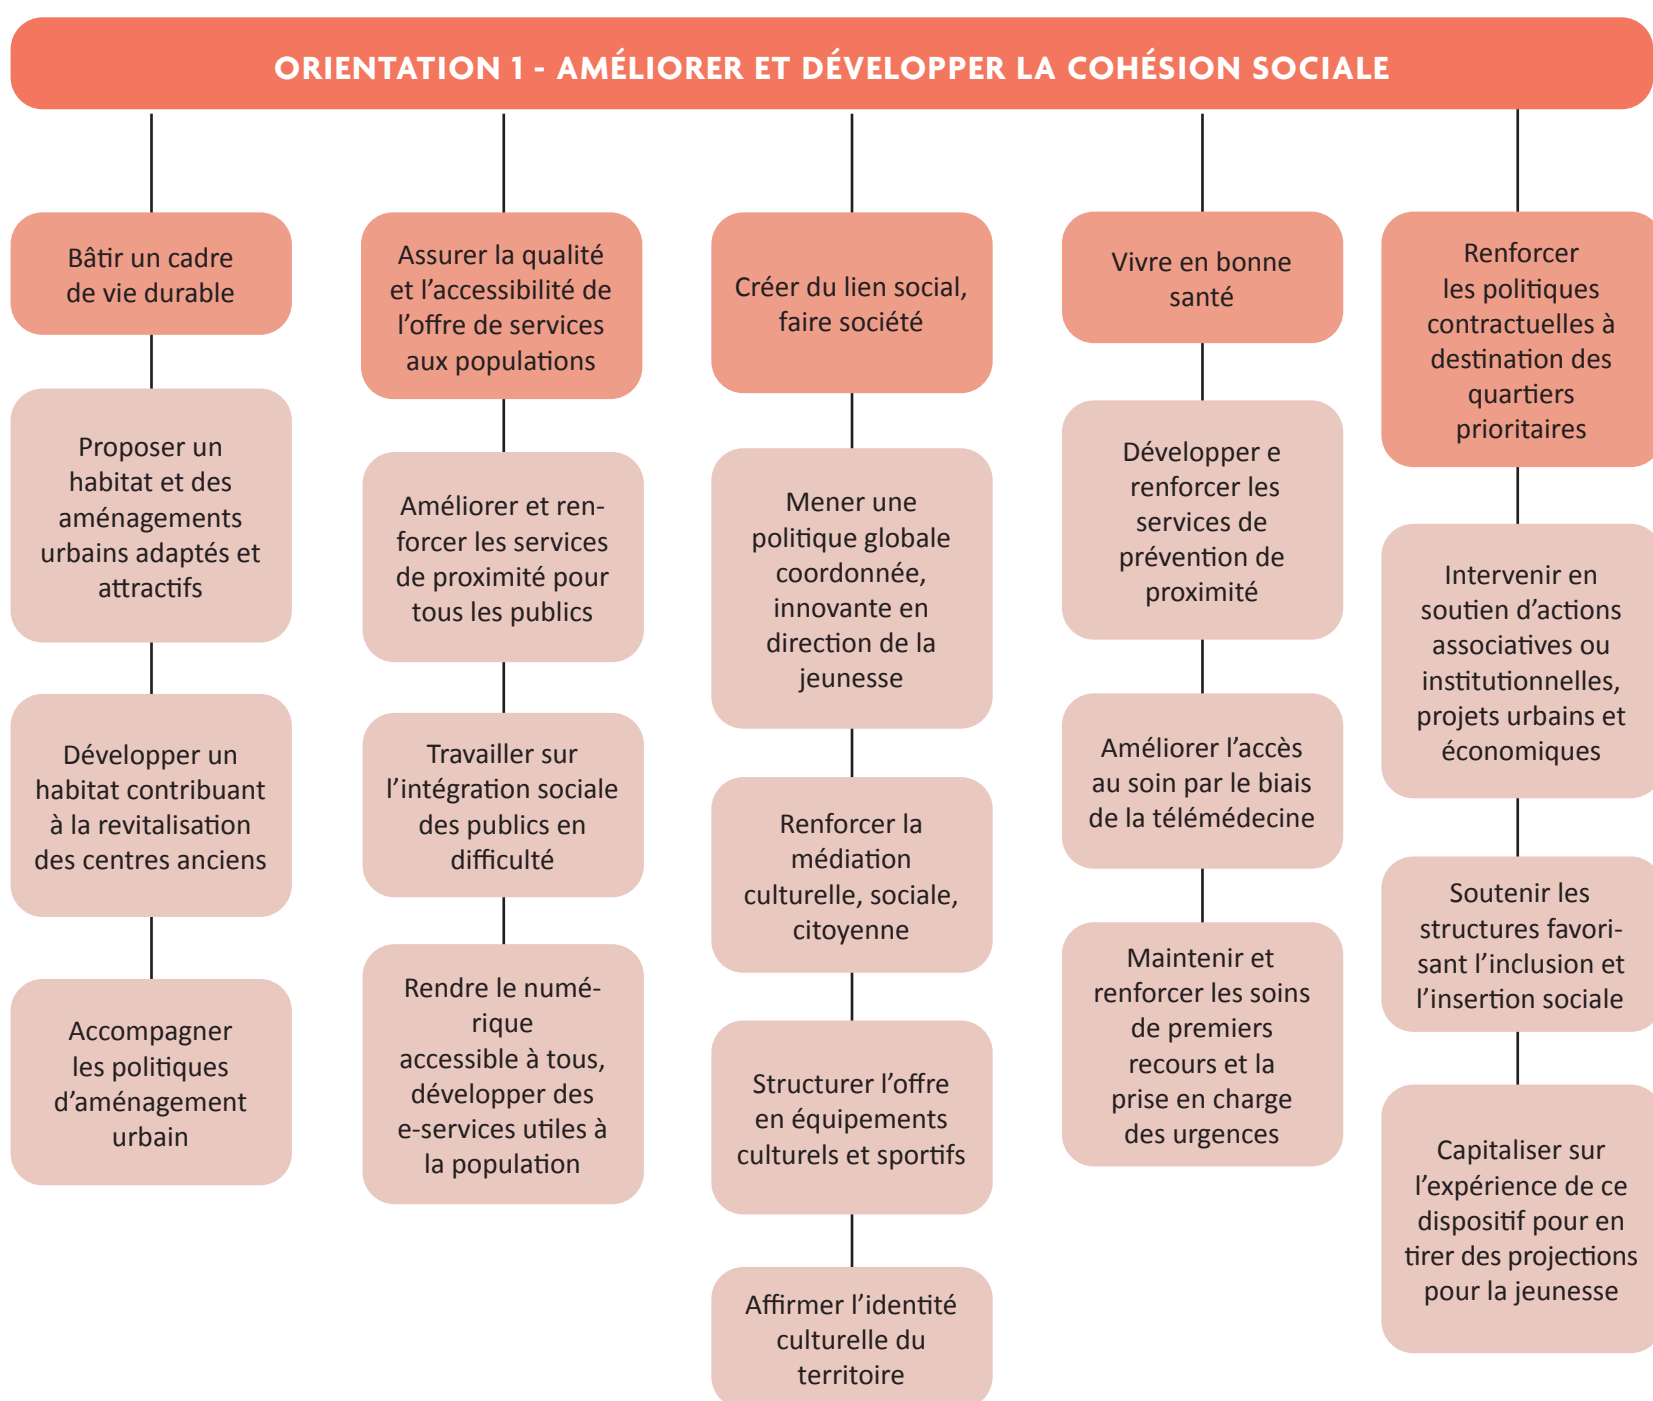 ORIENTATION 1 - AMÉLIORER ET DÉVELOPPER LA COHÉSION SOCIALE
Bâtir un cadre
de vie durable
Proposer un
habitat et des
aménagements
urbains adaptés et
attractifs
Développer un
habitat contribuant
à la revitalisation
des centres anciens
Accompagner
les politiques
d’aménagement
urbain
Assurer la qualité
et l’accessibilité de
l’offre de services
aux populations
Améliorer et ren-
forcer les services
de proximité pour
tous les publics
Travailler sur
l’intégration sociale
des publics en
difficulté
Rendre le numé-
rique
accessible à tous,
développer des
e-services utiles à
la population
Créer du lien social,
faire société
Mener une
politique globale
coordonnée,
innovante en
direction de la
jeunesse
Renforcer la
médiation
culturelle, sociale,
citoyenne
Structurer l’offre
en équipements
culturels et sportifs
Affirmer l’identité
culturelle du
territoire
Vivre en bonne
santé
Développer e
renforcer les
services de
prévention de
proximité
Améliorer l’accès
au soin par le biais
de la télémédecine
Maintenir et
renforcer les soins
de premiers
recours et la
prise en charge
des urgences
Renforcer
les politiques
contractuelles à
destination des
quartiers
prioritaires
Intervenir en
soutien d’actions
associatives ou
institutionnelles,
projets urbains et
économiques
Soutenir les
structures favori-
sant l’inclusion et
l’insertion sociale
Capitaliser sur
l’expérience de ce
dispositif pour en
tirer des projections
pour la jeunesse